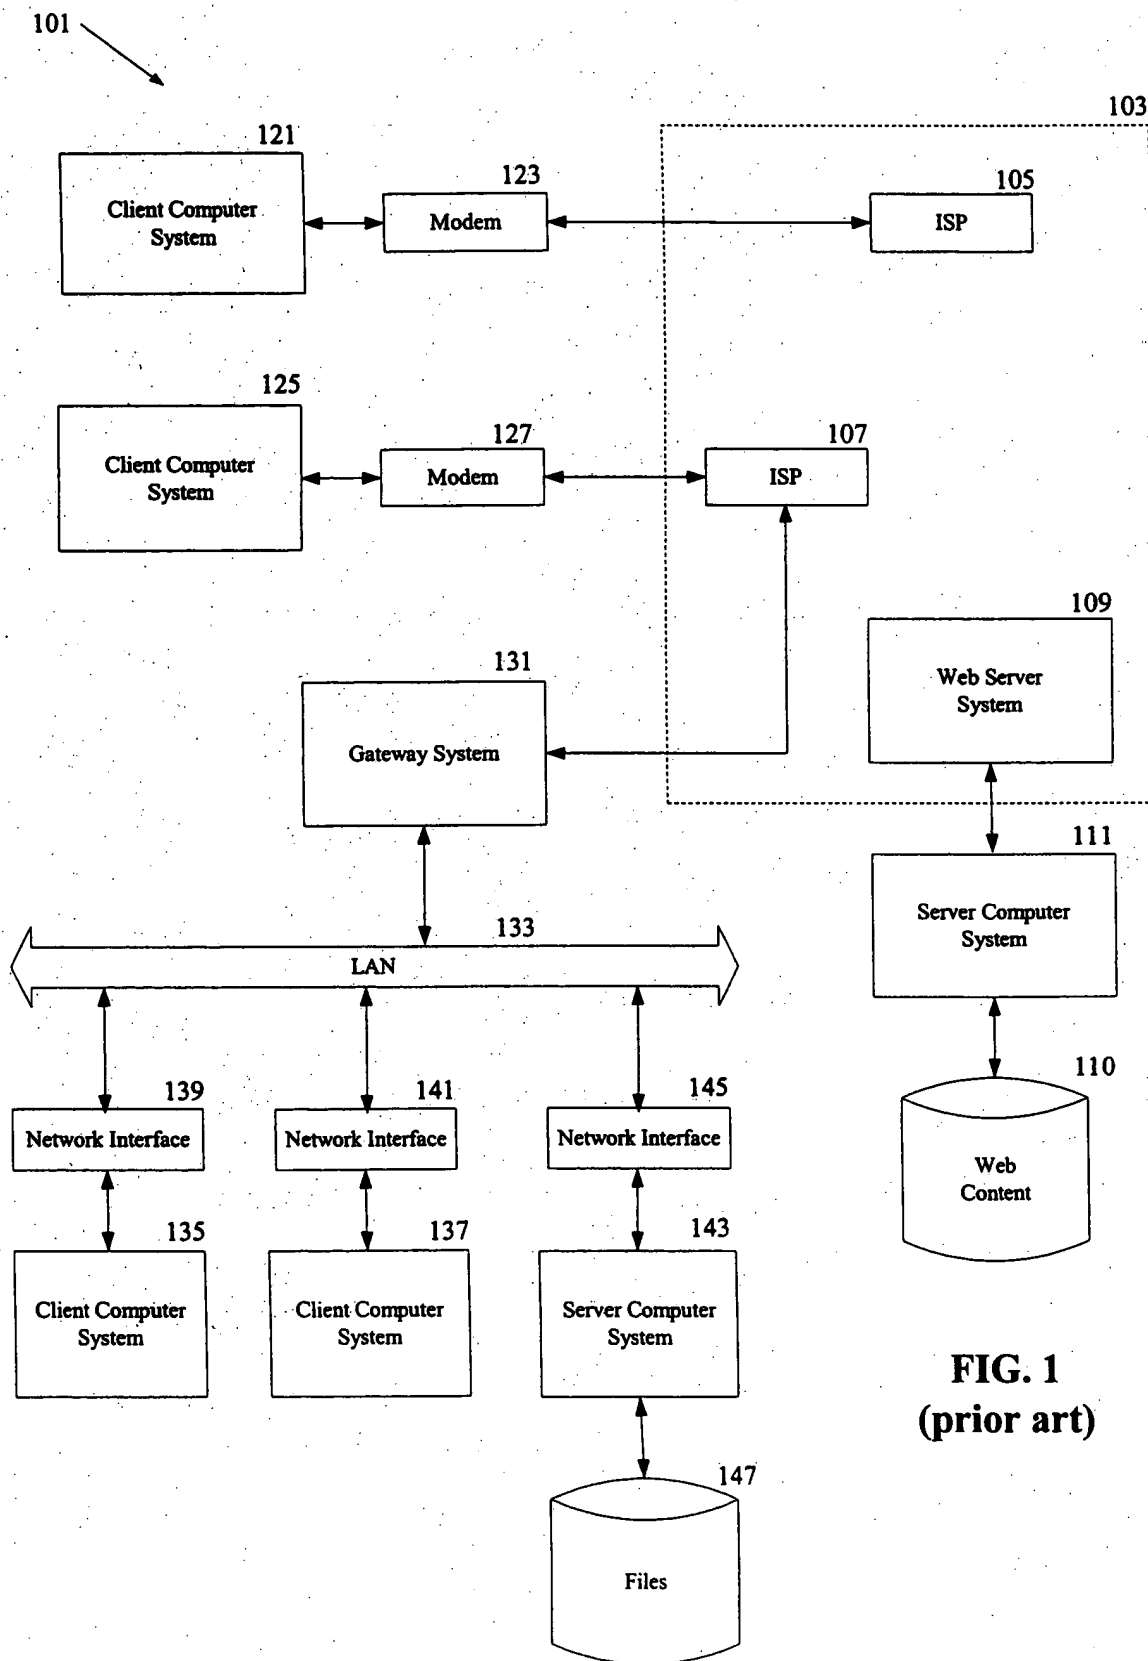 101
103
121
Client Computer
System
123
Modem
105
ISP
125
Client Computer
System
127
Modem
107
ISP
109
Web Server
System
131
Gateway System
111
Server Computer
System
133
LAN
110
Web
Content
139
Network Interface
141
Network Interface
145
Network Interface
135
Client Computer
System
137
Client Computer
System
143
Server Computer
System
FIG. 1
(prior art)
147
Files